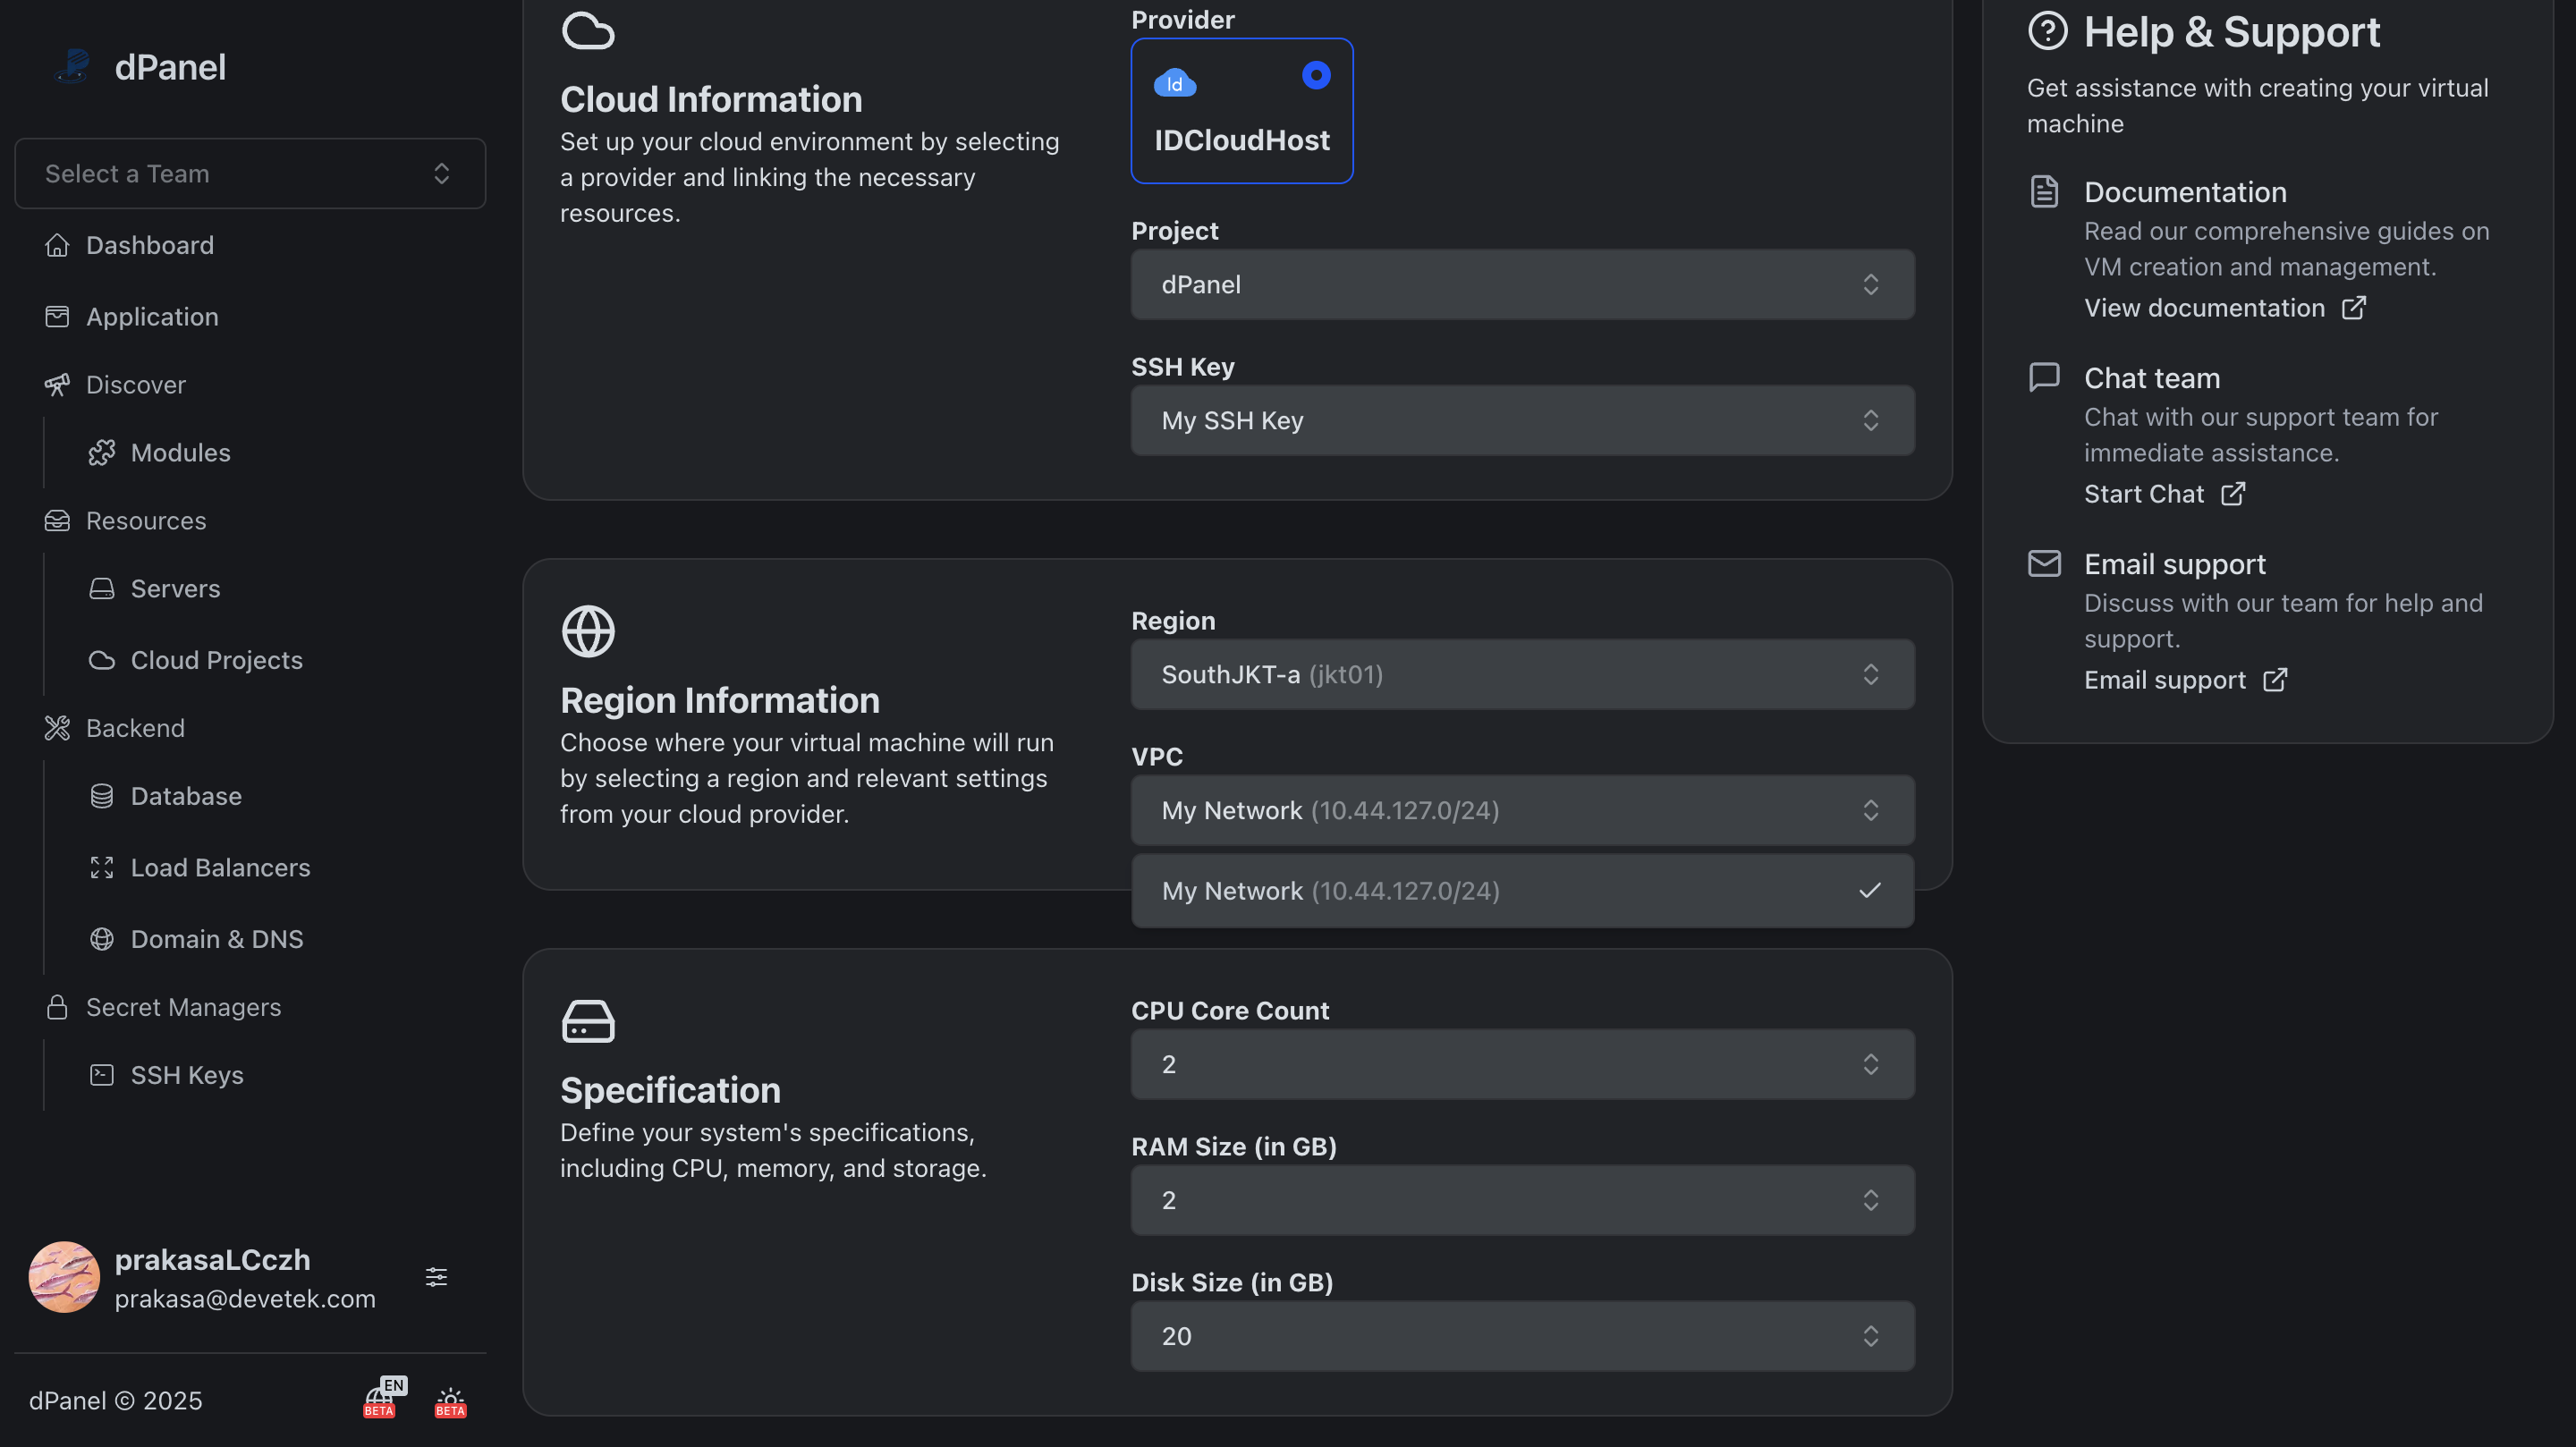 dPanel
Select a Team
Dashboard
Application
Discover
Modules
Resources
Servers
Cloud Projects
Backend
Database
Load Balancers
Domain & DNS
Secret Managers
SSH Keys
prakasaLCczh
prakasa@devetek.com
dPanel © 2025
EN
BETA
BETA
Cloud Information
Set up your cloud environment by selecting
a provider and linking the necessary
resources.
Provider
Id
IDCloudHost
Project
dPanel
SSH Key
My SSH Key
Region Information
Choose where your virtual machine will run
by selecting a region and relevant settings
from your cloud provider.
Region
SouthJKT-a (jkt01)
VPC
My Network (10.44.127.0/24)
My Network (10.44.127.0/24)
Specification
Define your system's specifications,
including CPU, memory, and storage.
CPU Core Count
2
RAM Size (in GB)
2
Disk Size (in GB)
20
Help & Support
Get assistance with creating your virtual
machine
Documentation
Read our comprehensive guides on
VM creation and management.
View documentation
Chat team
Chat with our support team for
immediate assistance.
Start Chat
Email support
Discuss with our team for help and
support.
Email support